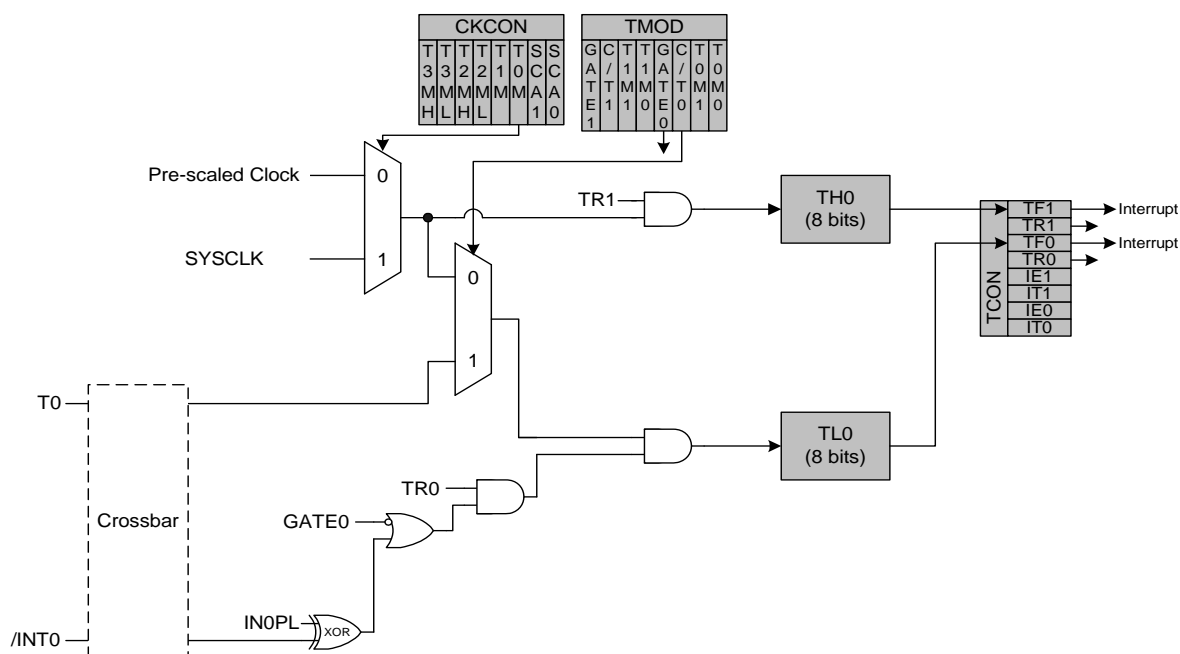 CKCON
T3MH T3ML T2MH T2ML T1M T0M SCA1 SCA0
TMOD
GATE1 C/T1 T1M1 T1M0 GATE0 C/T0 T0M1 T0M0
Pre-scaled Clock
0
SYSCLK
1
TR1
TH0
(8 bits)
TCON
TF1
Interrupt
TR1
TF0
Interrupt
TR0
IE1
IT1
IE0
IT0
0
1
T0
Crossbar
TL0
(8 bits)
TR0
GATE0
IN0PL
XOR
/INT0